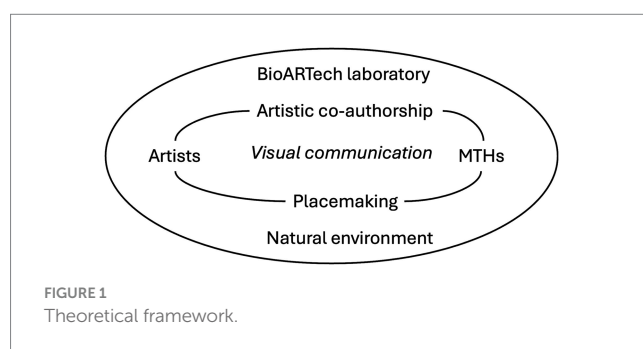 BioARTech laboratory
Artistic co-authorship
Artists
Visual communication
MTHs
Placemaking
Natural environment
FIGURE 1
Theoretical framework.